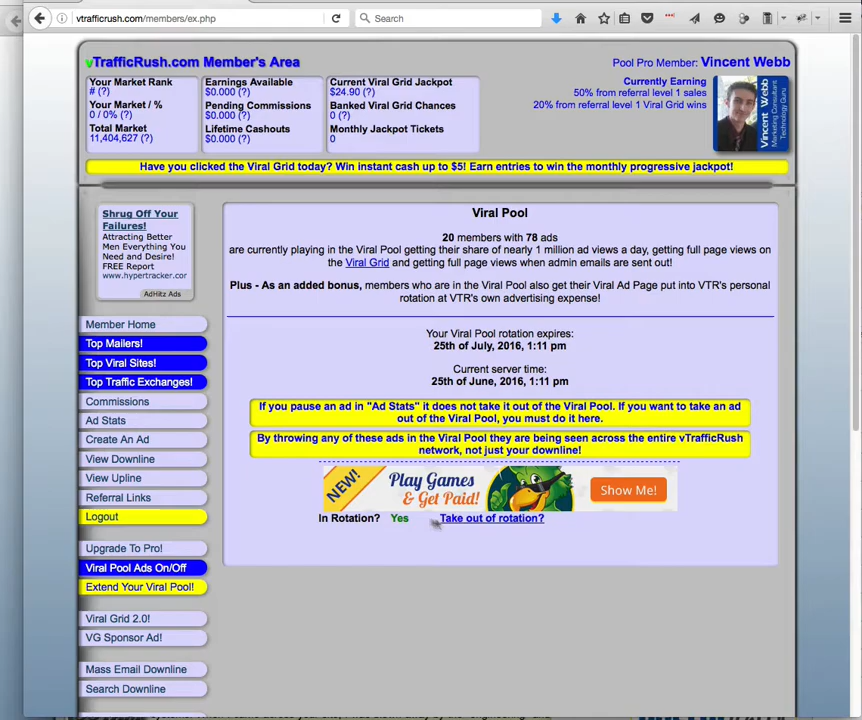 vtrafficrush.com/members/ex.php
Search
vTrafficRush.com Member's Area
Pool Pro Member: Vincent Webb
Your Market Rank
# (?)
Your Market / %
0 / 0% (?)
Total Market
11,404,627 (?)
Earnings Available
$0.000 (?)
Pending Commissions
$0.000 (?)
Lifetime Cashouts
$0.000 (?)
Current Viral Grid Jackpot
$24.90 (?)
Banked Viral Grid Chances
0 (?)
Monthly Jackpot Tickets
0
Currently Earning
50% from referral level 1 sales
20% from referral level 1 Viral Grid wins
Vincent Webb
Marketing Consultant
Technology Guru
Have you clicked the Viral Grid today? Win instant cash up to $5! Earn entries to win the monthly progressive jackpot!
Shrug Off Your
Failures!
Attracting Better
Men Everything You
Need and Desire!
FREE Report
www.hypertracker.cor
AdHitz Ads
Member Home
Top Mailers!
Top Viral Sites!
Top Traffic Exchanges!
Commissions
Ad Stats
Create An Ad
View Downline
View Upline
Referral Links
Logout
Upgrade To Pro!
Viral Pool Ads On/Off
Extend Your Viral Pool!
Viral Grid 2.0!
VG Sponsor Ad!
Mass Email Downline
Search Downline
Viral Pool
20 members with 78 ads
are currently playing in the Viral Pool getting their share of nearly 1 million ad views a day, getting full page views on
the Viral Grid and getting full page views when admin emails are sent out!
Plus - As an added bonus, members who are in the Viral Pool also get their Viral Ad Page put into VTR's personal
rotation at VTR's own advertising expense!
Your Viral Pool rotation expires:
25th of July, 2016, 1:11 pm
Current server time:
25th of June, 2016, 1:11 pm
If you pause an ad in "Ad Stats" it does not take it out of the Viral Pool. If you want to take an ad
out of the Viral Pool, you must do it here.
By throwing any of these ads in the Viral Pool they are being seen across the entire vTrafficRush
network, not just your downline!
NEW!
Play Games
& Get Paid!
Show Me!
In Rotation? Yes Take out of rotation?